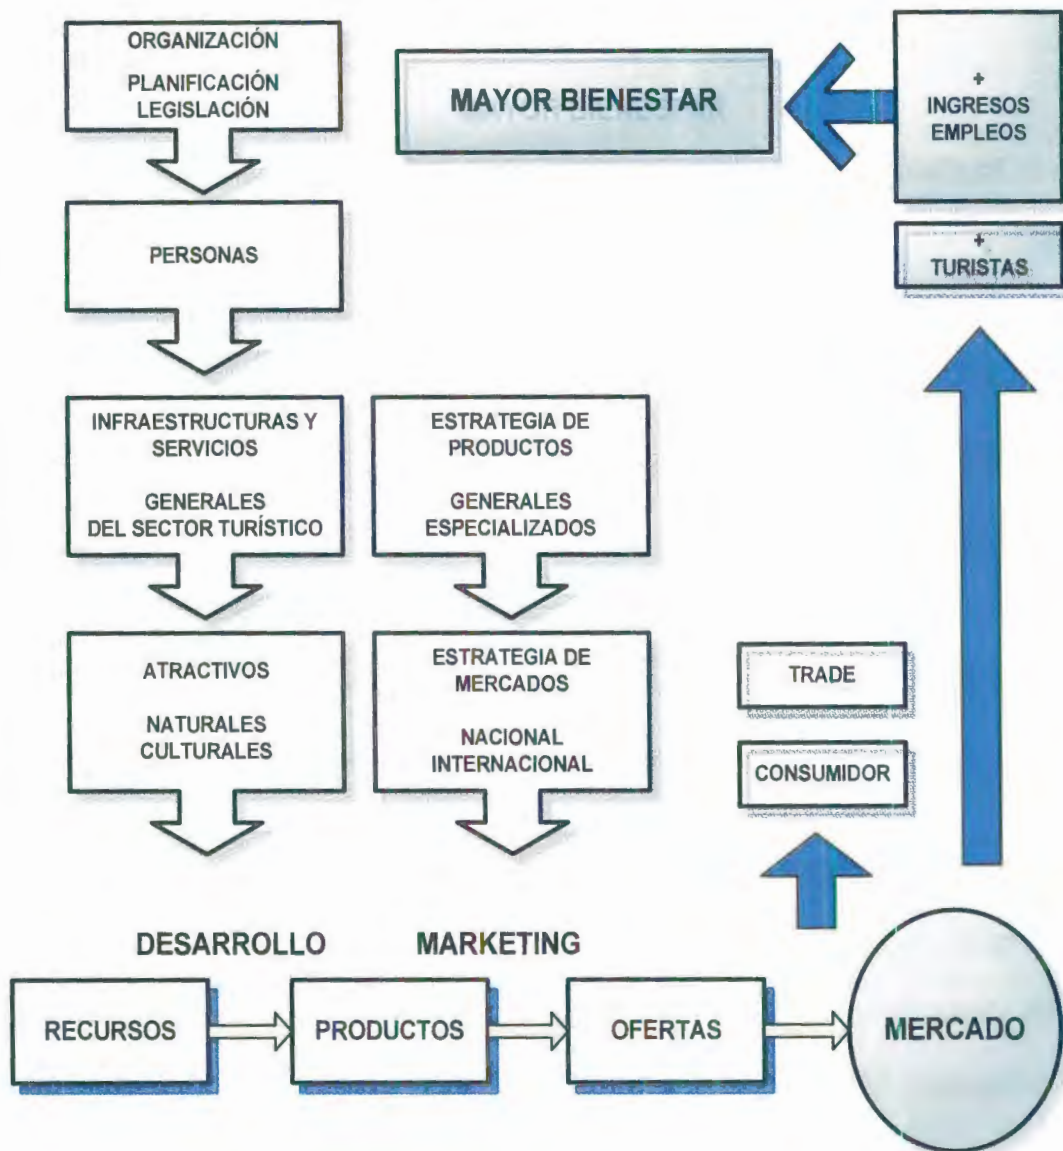 ORGANIZACIÓN
PLANIFICACIÓN
LEGISLACIÓN
MAYOR BIENESTAR
+
INGRESOS
EMPLEOS
+
TURISTAS
PERSONAS
INFRAESTRUCTURAS Y
SERVICIOS
GENERALES
DEL SECTOR TURÍSTICO
ESTRATEGIA DE
PRODUCTOS
GENERALES
ESPECIALIZADOS
ATRACTIVOS
NATURALES
CULTURALES
ESTRATEGIA DE
MERCADOS
NACIONAL
INTERNACIONAL
TRADE
CONSUMIDOR
DESARROLLO
MARKETING
RECURSOS
PRODUCTOS
OFERTAS
MERCADO